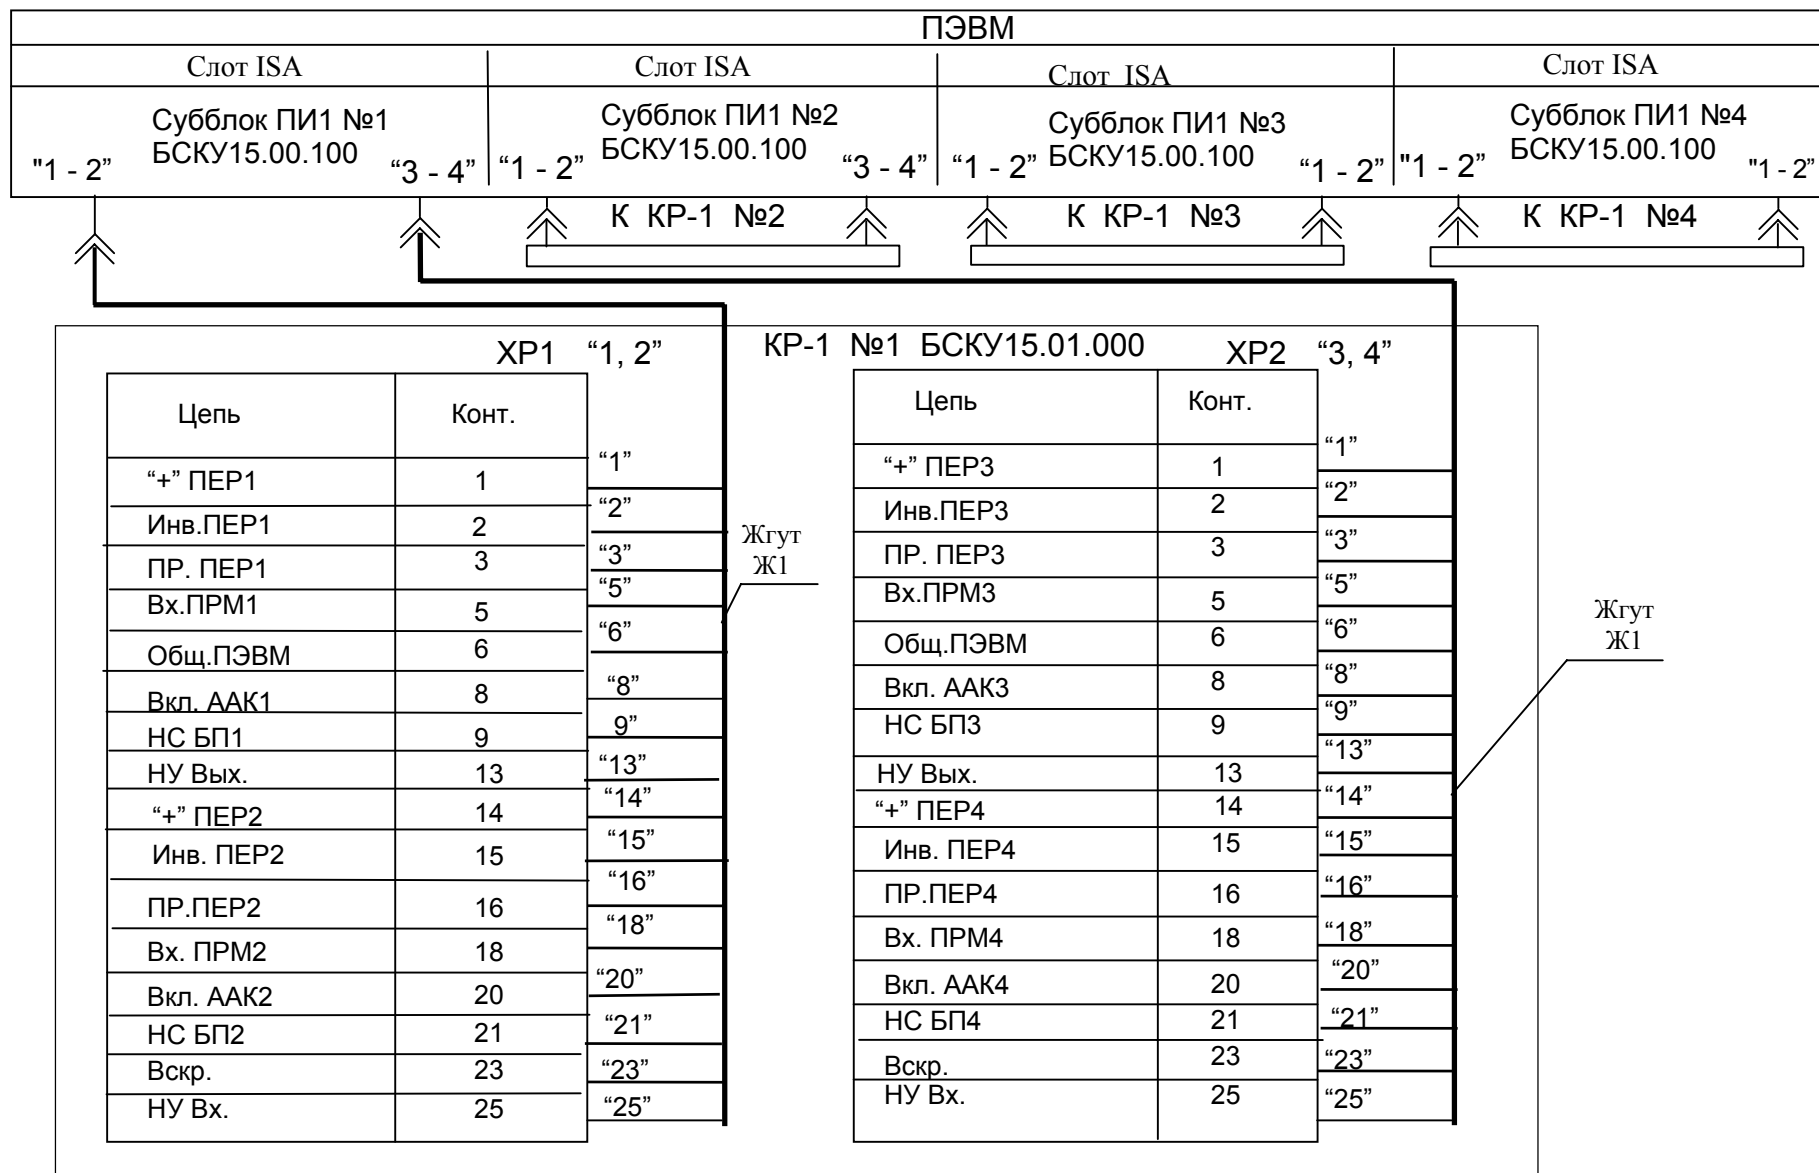 ПЭВМ
Слот ISA
Слот ISA
Слот ISA
Слот ISA
Субблок ПИ1 №1
БСКУ15.00.100
"1 - 2”
“3 - 4”
Субблок ПИ1 №2
БСКУ15.00.100
“1 - 2”
“3 - 4”
Субблок ПИ1 №3
БСКУ15.00.100
“1 - 2”
“1 - 2”
Субблок ПИ1 №4
БСКУ15.00.100
"1 - 2”
"1 - 2”
К КР-1 №2
К КР-1 №3
К КР-1 №4
КР-1 №1 БСКУ15.01.000
ХР1 “1, 2”
Цепь Конт.
“+” ПЕР1 1 “1”
Инв.ПЕР1 2 “2”
ПР. ПЕР1 3 “3”
Вх.ПРМ1 5 “5”
Общ.ПЭВМ 6 “6”
Вкл. ААК1 8 “8”
НС БП1 9 9”
НУ Вых. 13 “13”
“+” ПЕР2 14 “14”
Инв. ПЕР2 15 “15”
ПР.ПЕР2 16 “16”
Вх. ПРМ2 18 “18”
Вкл. ААК2 20 “20”
НС БП2 21 “21”
Вскр. 23 “23”
НУ Вх. 25 “25”
Жгут
Ж1
ХР2 “3, 4”
Цепь Конт.
“+” ПЕР3 1 “1”
Инв.ПЕР3 2 “2”
ПР. ПЕР3 3 “3”
Вх.ПРМ3 5 “5”
Общ.ПЭВМ 6 “6”
Вкл. ААК3 8 “8”
НС БП3 9 “9”
НУ Вых. 13 “13”
“+” ПЕР4 14 “14”
Инв. ПЕР4 15 “15”
ПР.ПЕР4 16 “16”
Вх. ПРМ4 18 “18”
Вкл. ААК4 20 “20”
НС БП4 21 “21”
Вскр. 23 “23”
НУ Вх. 25 “25”
Жгут
Ж1